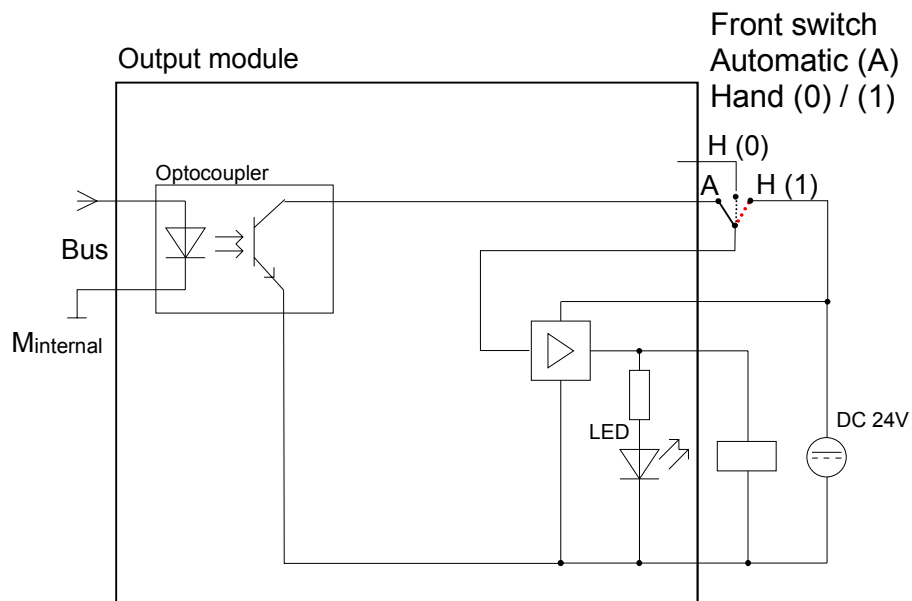 Front switch
Automatic (A)
Hand (0) / (1)
Output module
H (0)
Optocoupler
A
H (1)
Bus
Minternal
DC 24V
LED